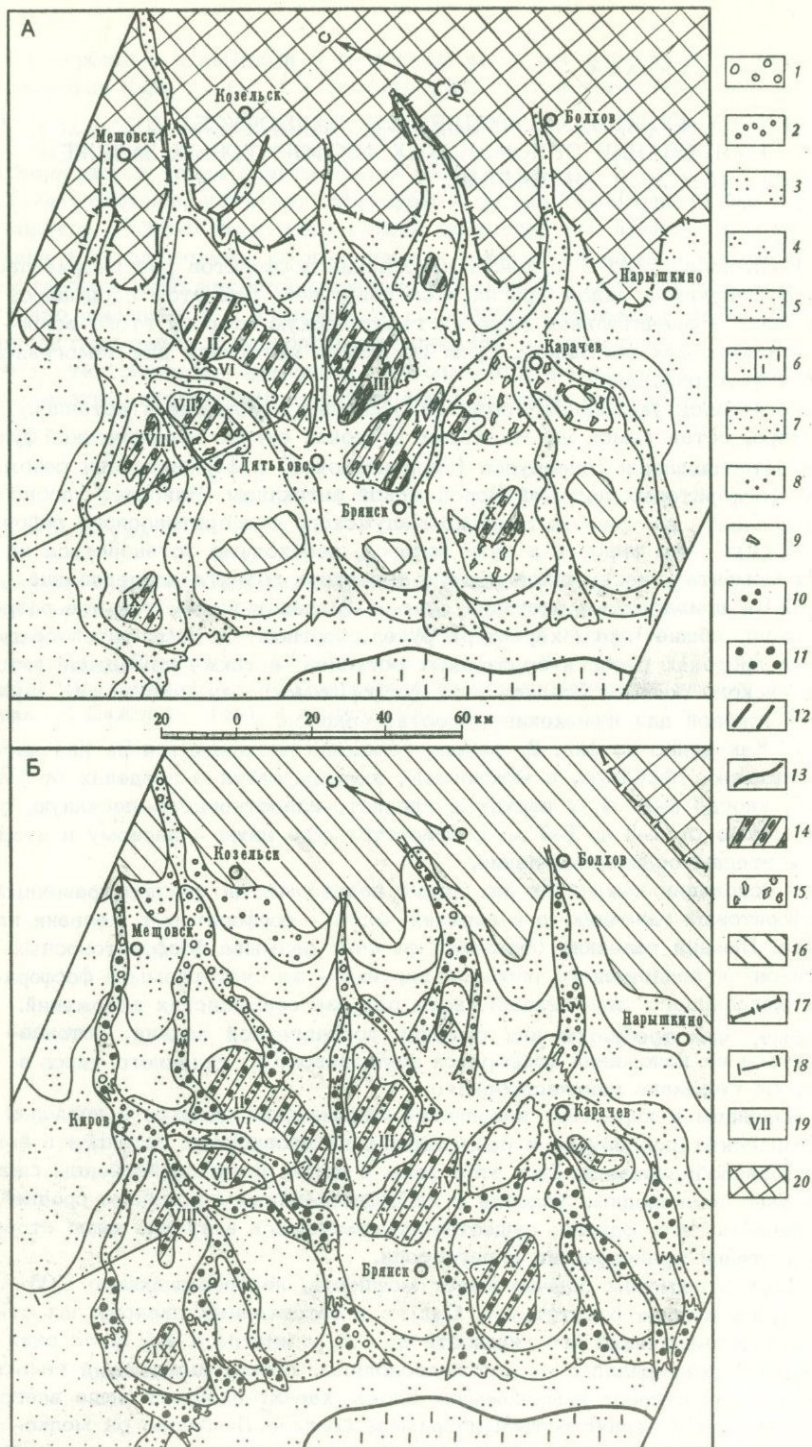 А
С
Ю
Козельск
Мещовск
Болхов
Нарышкино
I
II
VI
III
Карачев
VII
VIII
IV
Дятьково
V
Брянск
X
IX
20 0 20 40 60 км
Б
С
Ю
Козельск
Болхов
Мещовск
Нарышкино
I
II
Киров
VI
III
Карачев
VII
IV
VIII
V
Брянск
X
IX
1
2
3
4
5
6
7
8
9
10
11
12
13
14
15
16
17
18
VII 19
20